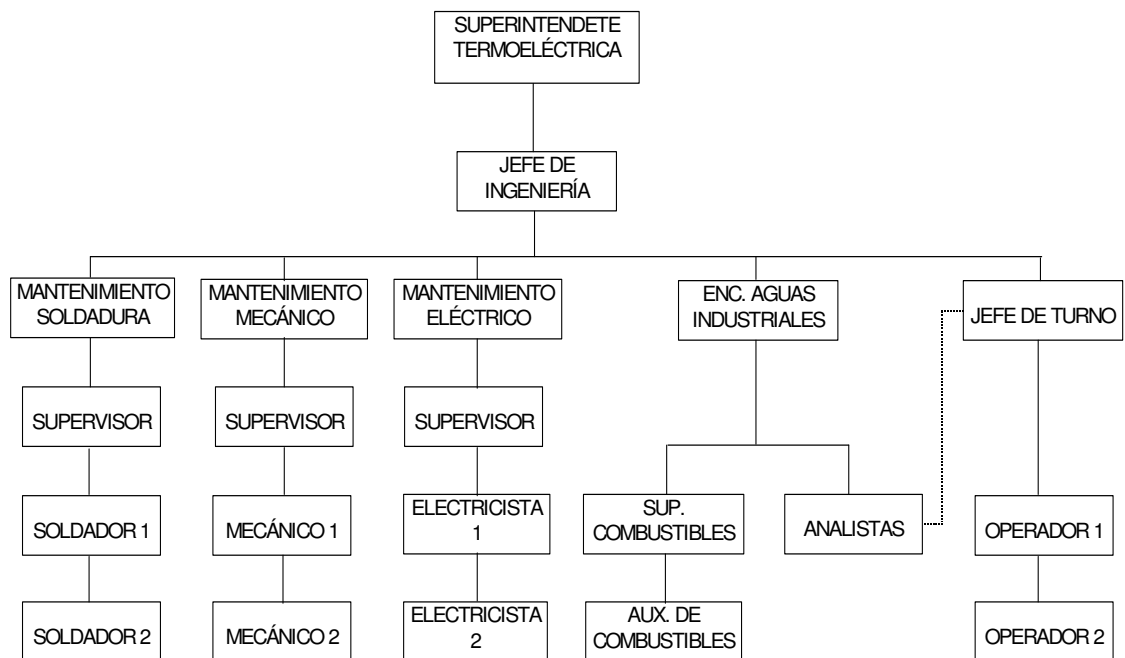 SUPERINTENDETE
TERMOELÉCTRICA
JEFE DE
INGENIERÍA
MANTENIMIENTO
SOLDADURA
MANTENIMIENTO
MECÁNICO
MANTENIMIENTO
ELÉCTRICO
ENC. AGUAS
INDUSTRIALES
JEFE DE TURNO
SUPERVISOR
SUPERVISOR
SUPERVISOR
SOLDADOR 1
MECÁNICO 1
ELECTRICISTA
1
SUP.
COMBUSTIBLES
ANALISTAS
OPERADOR 1
SOLDADOR 2
MECÁNICO 2
ELECTRICISTA
2
AUX. DE
COMBUSTIBLES
OPERADOR 2